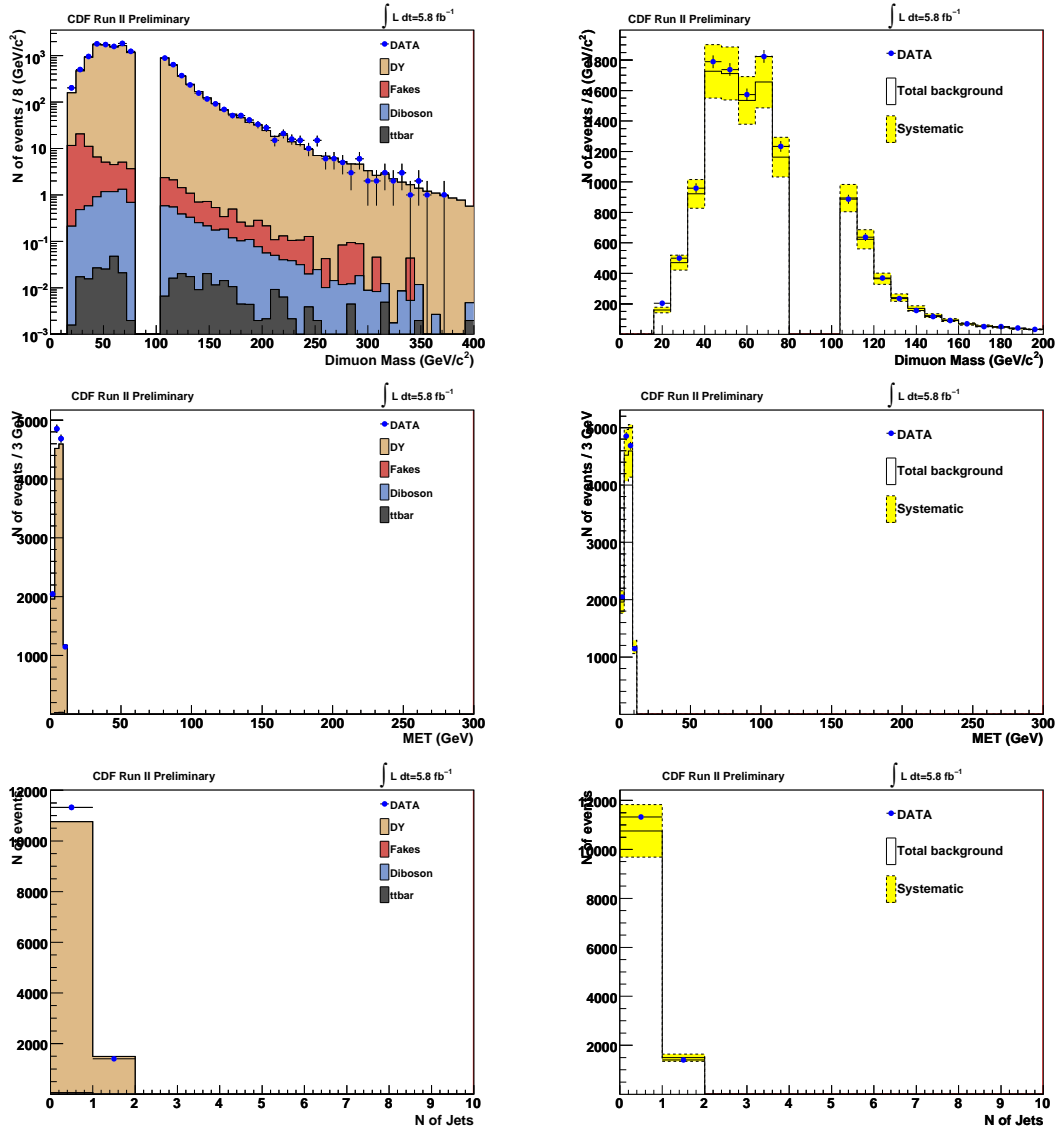 CDF Run II Preliminary
∫ L dt=5.8 fb⁻¹
N of events / 8 (GeV/c²)
10³
10²
10
1
10⁻¹
10⁻²
10⁻³
DATA
DY
Fakes
Diboson
ttbar
0 50 100 150 200 250 300 350 400
Dimuon Mass (GeV/c²)
CDF Run II Preliminary
∫ L dt=5.8 fb⁻¹
N of events / 8 (GeV/c²)
1800
1600
1400
1200
1000
800
600
400
200
DATA
Total background
Systematic
0 20 40 60 80 100 120 140 160 180 200
Dimuon Mass (GeV/c²)
CDF Run II Preliminary
∫ L dt=5.8 fb⁻¹
N of events / 3 GeV
5000
4000
3000
2000
1000
DATA
DY
Fakes
Diboson
ttbar
0 50 100 150 200 250 300
MET (GeV)
CDF Run II Preliminary
∫ L dt=5.8 fb⁻¹
N of events / 3 GeV
5000
4000
3000
2000
1000
DATA
Total background
Systematic
0 50 100 150 200 250 300
MET (GeV)
CDF Run II Preliminary
∫ L dt=5.8 fb⁻¹
N of events
12000
10000
8000
6000
4000
2000
DATA
DY
Fakes
Diboson
ttbar
0 1 2 3 4 5 6 7 8 9 10
N of Jets
CDF Run II Preliminary
∫ L dt=5.8 fb⁻¹
N of events
12000
10000
8000
6000
4000
2000
DATA
Total background
Systematic
0 1 2 3 4 5 6 7 8 9 10
N of Jets